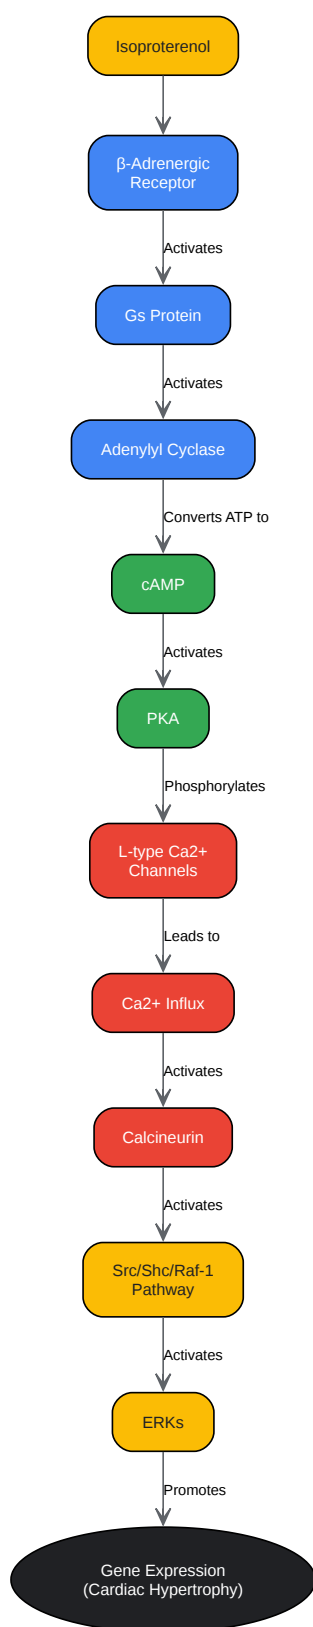 Isoproterenol
β-Adrenergic
Receptor
Activates
Gs Protein
Activates
Adenylyl Cyclase
Converts ATP to
cAMP
Activates
PKA
Phosphorylates
L-type Ca2+
Channels
Leads to
Ca2+ Influx
Activates
Calcineurin
Activates
Src/Shc/Raf-1
Pathway
Activates
ERKs
Promotes
Gene Expression
(Cardiac Hypertrophy)